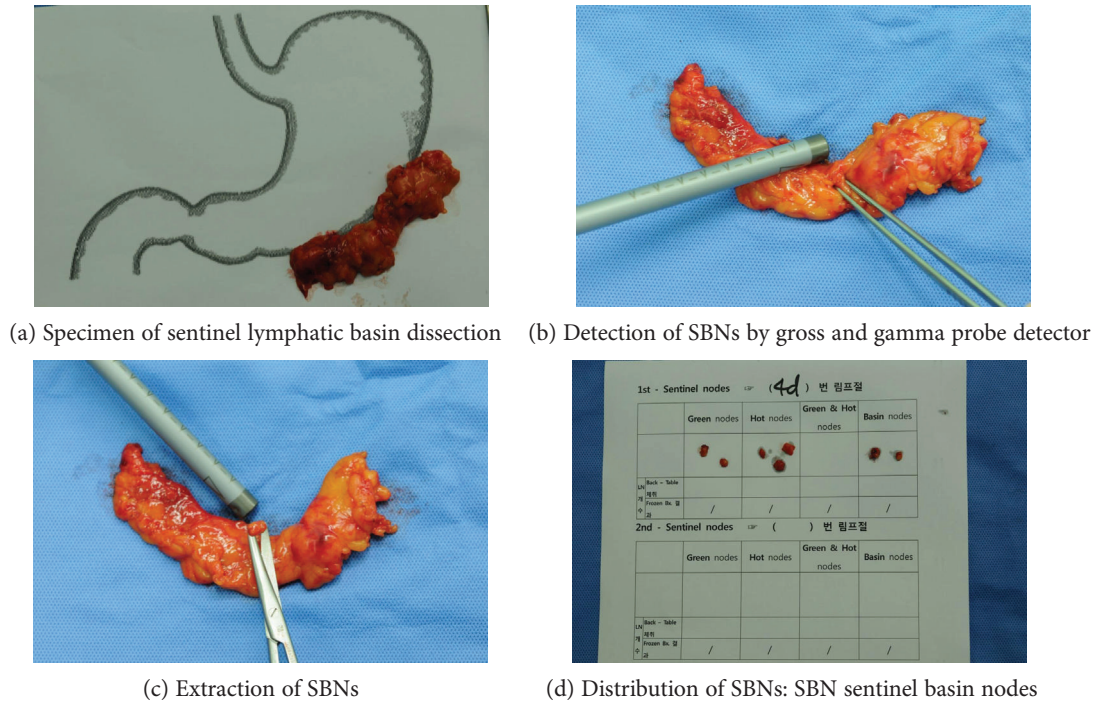 (a) Specimen of sentinel lymphatic basin dissection
(b) Detection of SBNs by gross and gamma probe detector
(c) Extraction of SBNs
1st - Sentinel nodes ☞ (4d) 번 림프절
Green nodes
Hot nodes
Green & Hot
nodes
Basin nodes
LN
개
수
Back - Table
채취
Frozen Bx. 결
과
/ / / /
2nd - Sentinel nodes ☞ ( ) 번 림프절
Green nodes
Hot nodes
Green & Hot
nodes
Basin nodes
LN
개
수
Back - Table
채취
Frozen Bx. 결
과
/ / / /
(d) Distribution of SBNs: SBN sentinel basin nodes